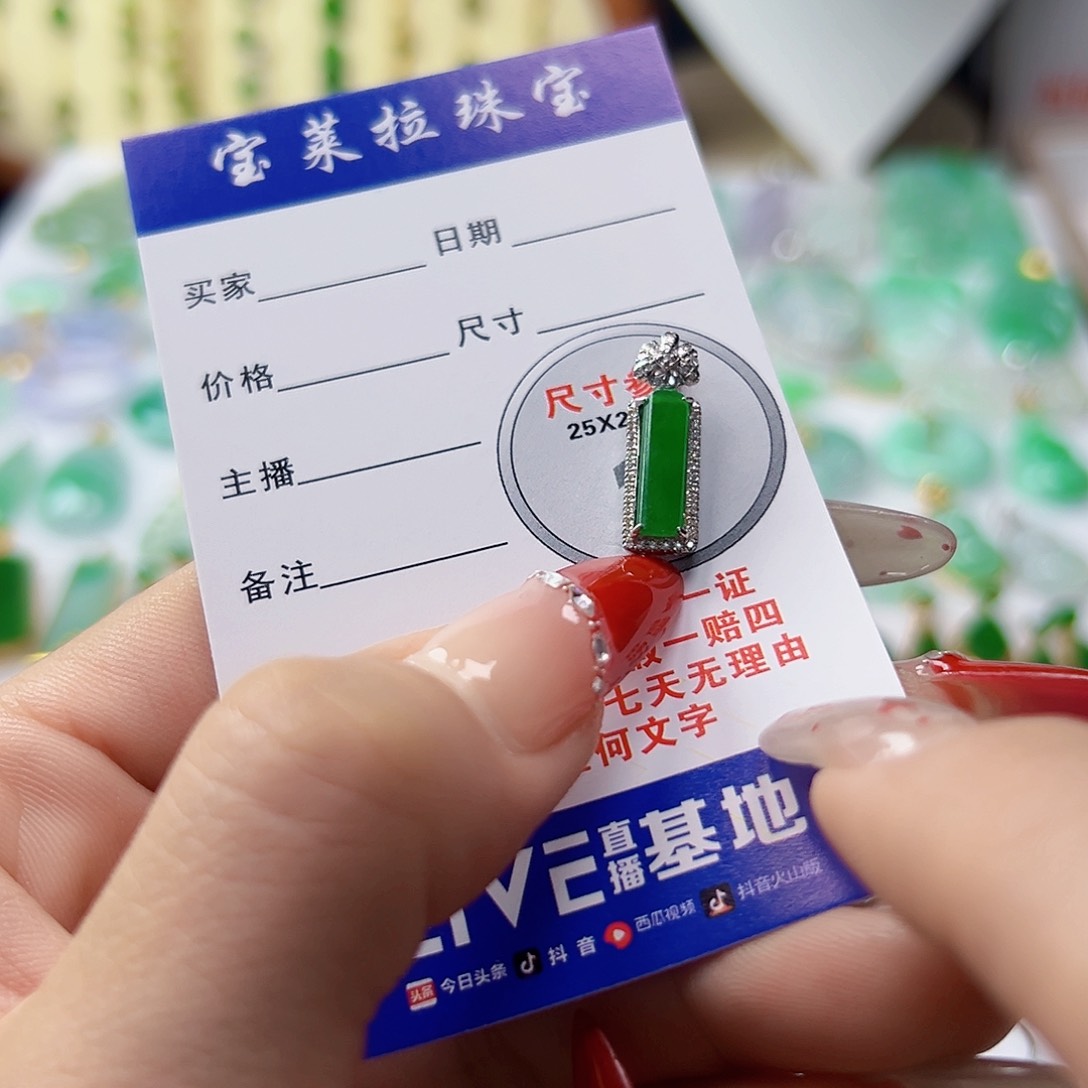 宝莱拉珠宝
买家 日期
价格 尺寸
主播
备注
尺寸
25X2
一证
一赔四
七天无理由
何文字
直播基地
今日头条 抖音 西瓜视频 抖音火山版
头条